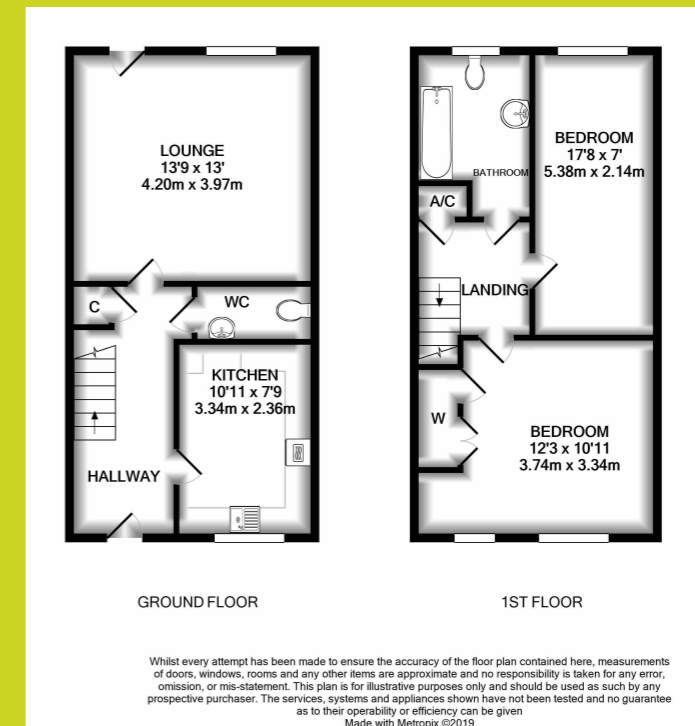 LOUNGE
13'9 x 13'
4.20m x 3.97m
C
WC
KITCHEN
10'11 x 7'9
3.34m x 2.36m
HALLWAY
GROUND FLOOR
BEDROOM
17'8 x 7'
5.38m x 2.14m
BATHROOM
A/C
LANDING
W
BEDROOM
12'3 x 10'11
3.74m x 3.34m
1ST FLOOR
Whilst every attempt has been made to ensure the accuracy of the floor plan contained here, measurements
of doors, windows, rooms and any other items are approximate and no responsibility is taken for any error,
omission, or mis-statement. This plan is for illustrative purposes only and should be used as such by any
prospective purchaser. The services, systems and appliances shown have not been tested and no guarantee
as to their operability or efficiency can be given
Made with Metropix ©2019